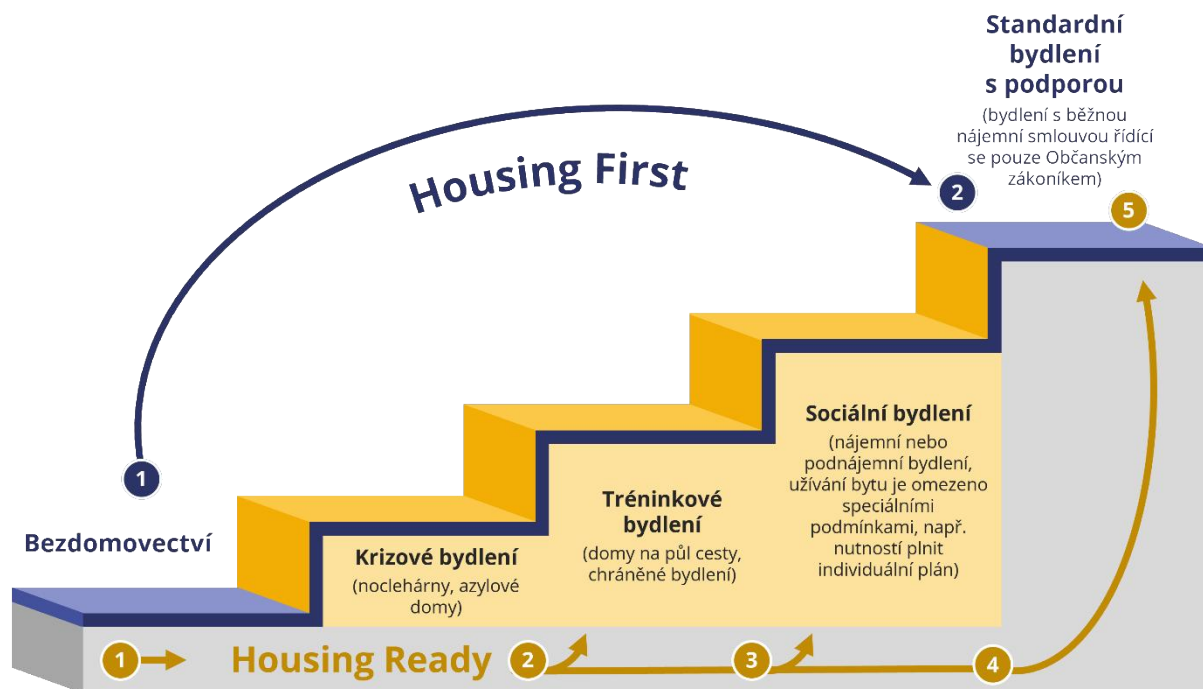 Standardní
bydlení
s podporou
(bydlení s běžnou
nájemní smlouvou řídící
se pouze Občanským
zákoníkem)
Housing First
2
5
1
Bezdomovectví
Krizové bydlení
(noclehárny, azylové
domy)
Tréninkové
bydlení
(domy na půl cesty,
chráněné bydlení)
Sociální bydlení
(nájemní nebo
podnájemní bydlení,
užívání bytu je omezeno
speciálními
podmínkami, např.
nutností plnit
individuální plán)
1
Housing Ready
2
3
4